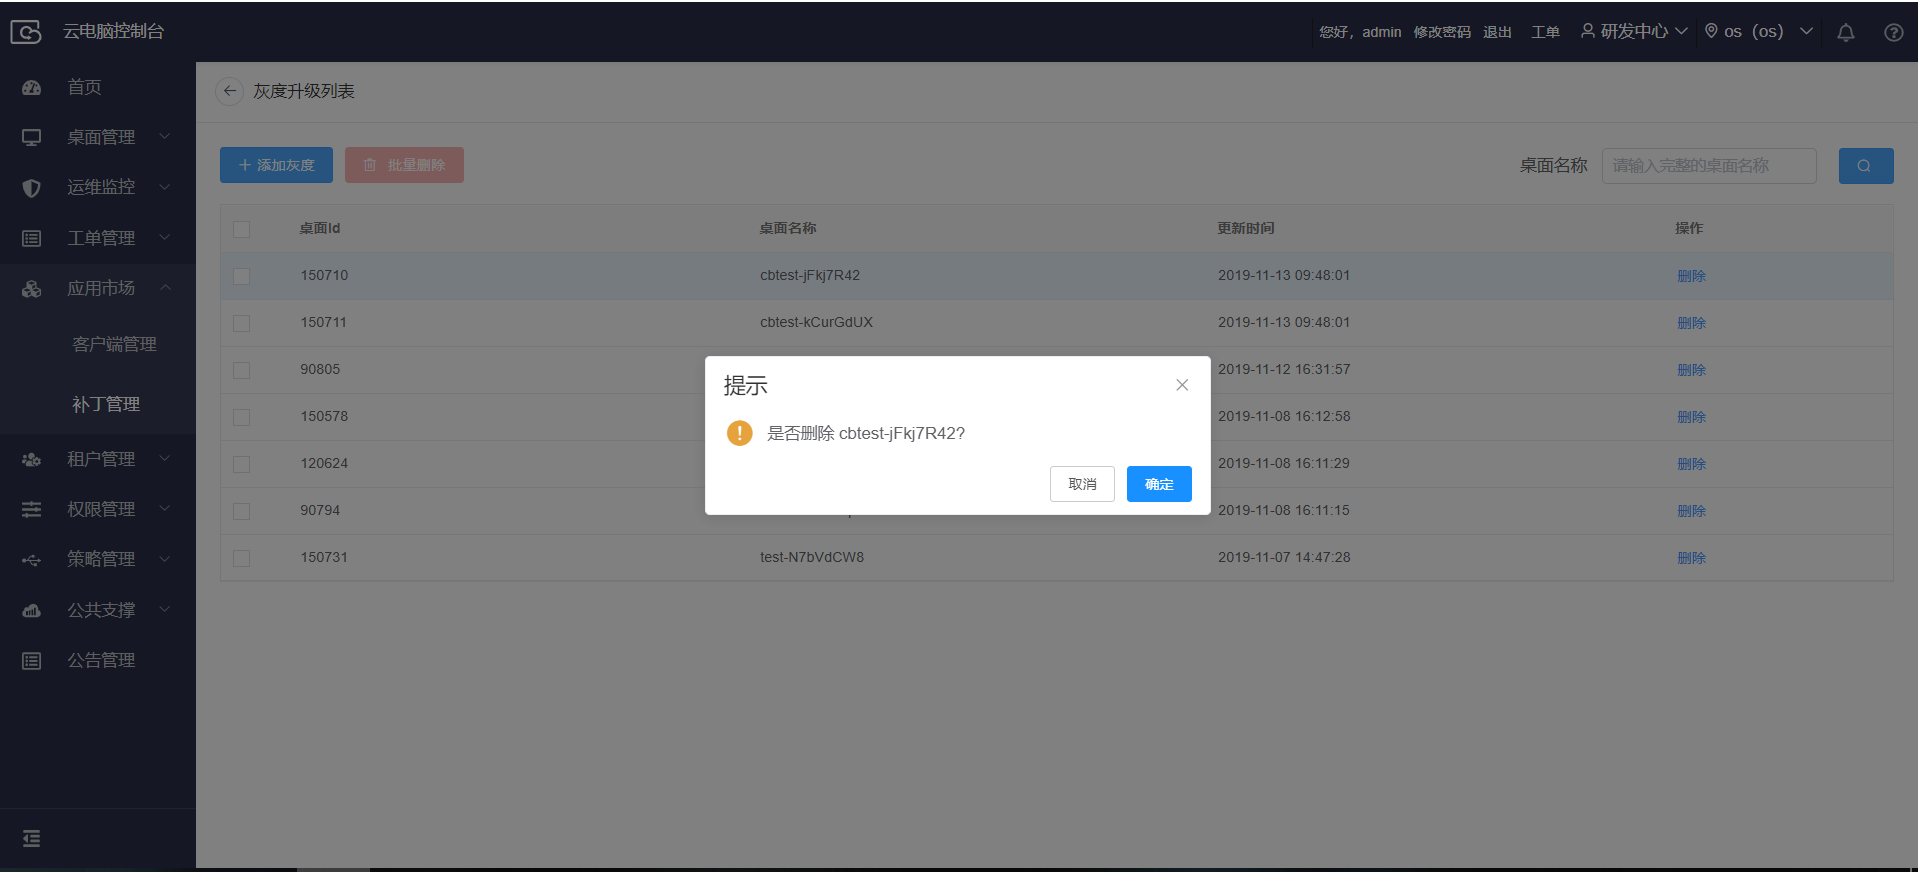 云电脑控制台
您好，admin 修改密码 退出 工单 研发中心 os (os)
首页
桌面管理
运维监控
工单管理
应用市场
客户端管理
补丁管理
租户管理
权限管理
策略管理
公共支撑
公告管理
灰度升级列表
添加灰度 批量删除 桌面名称 请输入完整的桌面名称
桌面Id 桌面名称 更新时间 操作
150710 cbtest-jFkj7R42 2019-11-13 09:48:01 删除
150711 cbtest-kCurGdUX 2019-11-13 09:48:01 删除
90805 2019-11-12 16:31:57 删除
150578 2019-11-08 16:12:58 删除
120624 2019-11-08 16:11:29 删除
90794 2019-11-08 16:11:15 删除
150731 test-N7bVdCW8 2019-11-07 14:47:28 删除
提示
是否删除 cbtest-jFkj7R42?
取消 确定